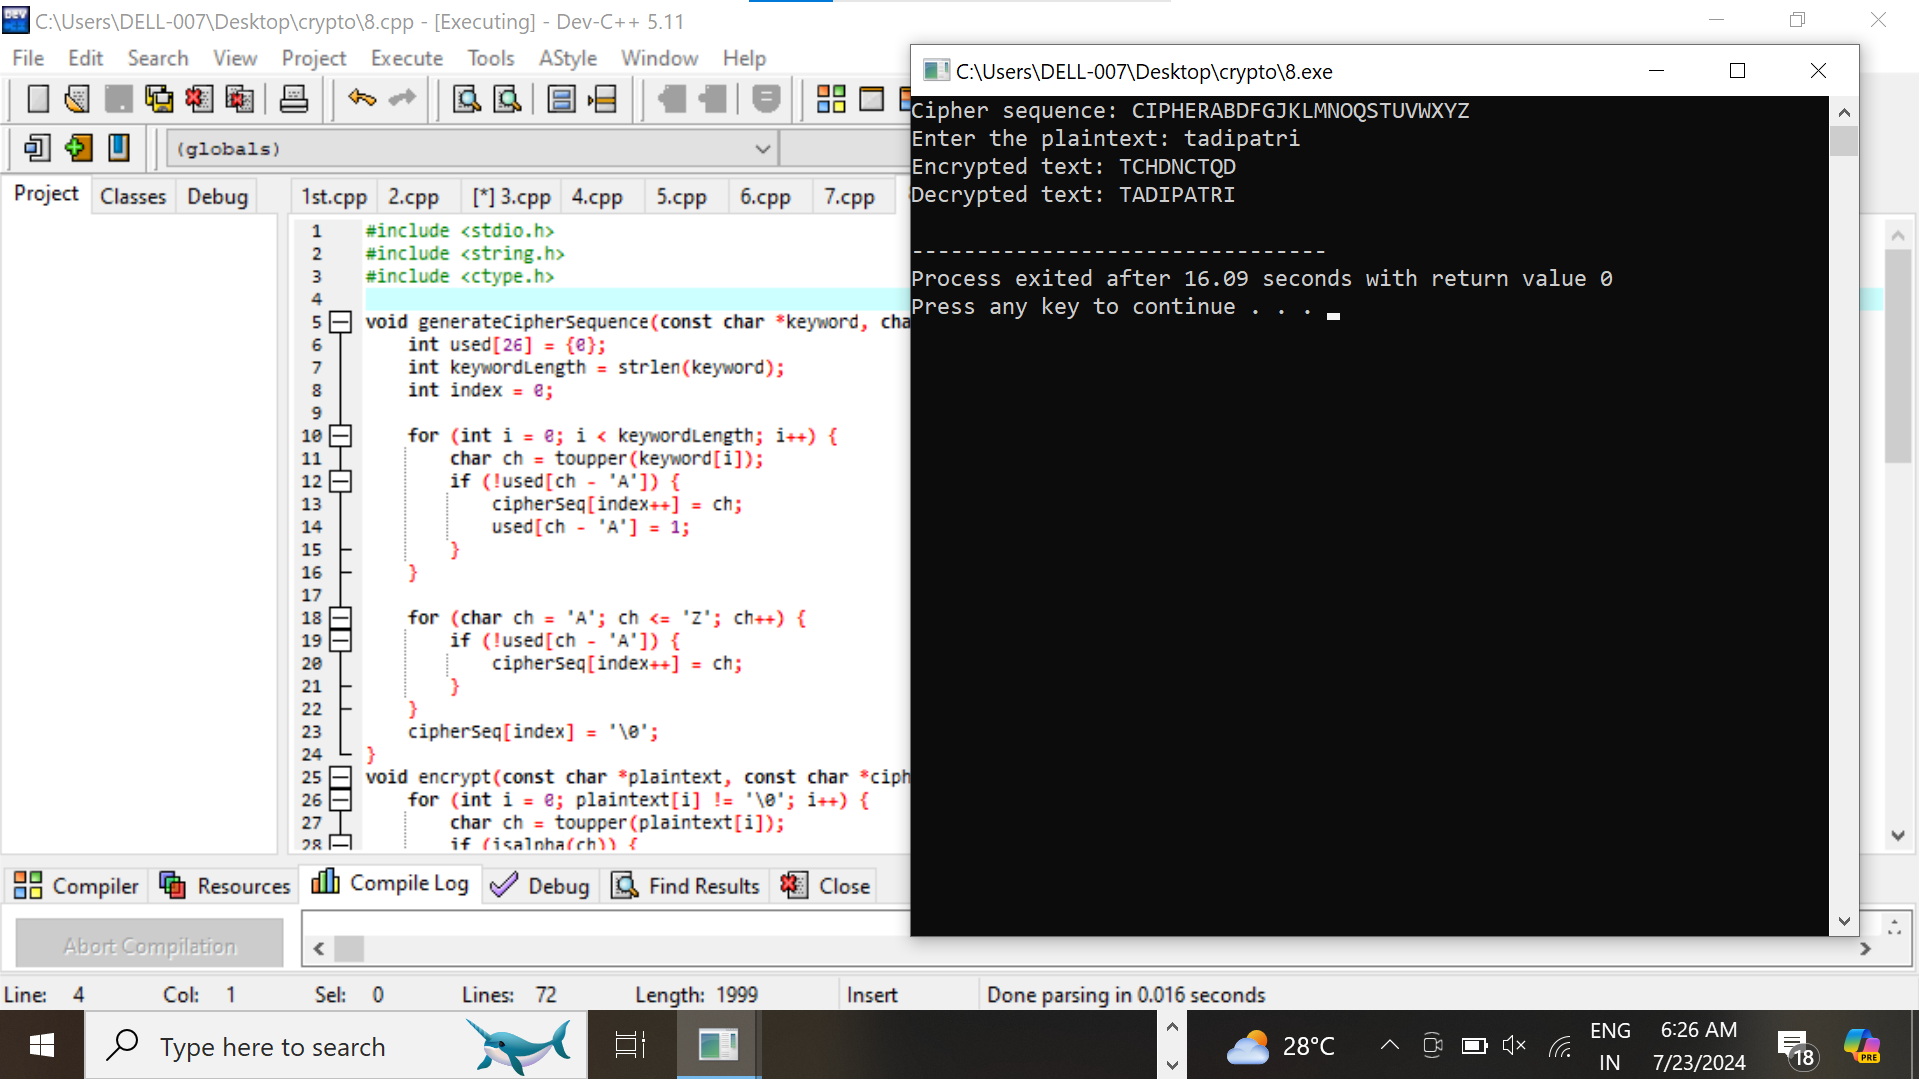 C:\Users\DELL-007\Desktop\crypto\8.cpp - [Executing] - Dev-C++ 5.11
File Edit Search View Project Execute Tools AStyle Window Help
(globals)
Project Classes Debug
1st.cpp 2.cpp [*] 3.cpp 4.cpp 5.cpp 6.cpp 7.cpp
1 #include <stdio.h>
2 #include <string.h>
3 #include <ctype.h>
4
5 void generateCipherSequence(const char *keyword, cha
6     int used[26] = {0};
7     int keywordLength = strlen(keyword);
8     int index = 0;
9
10     for (int i = 0; i < keywordLength; i++) {
11         char ch = toupper(keyword[i]);
12         if (!used[ch - 'A']) {
13             cipherSeq[index++] = ch;
14             used[ch - 'A'] = 1;
15         }
16     }
17
18     for (char ch = 'A'; ch <= 'Z'; ch++) {
19         if (!used[ch - 'A']) {
20             cipherSeq[index++] = ch;
21         }
22     }
23     cipherSeq[index] = '\0';
24 }
25 void encrypt(const char *plaintext, const char *ciph
26     for (int i = 0; plaintext[i] != '\0'; i++) {
27         char ch = toupper(plaintext[i]);
28         if (isalpha(ch)) {
C:\Users\DELL-007\Desktop\crypto\8.exe
Cipher sequence: CIPHERABDFGJKLMNOQSTUVWXYZ
Enter the plaintext: tadipatri
Encrypted text: TCHDNCTQD
Decrypted text: TADIPATRI
--------------------------------
Process exited after 16.09 seconds with return value 0
Press any key to continue . . .
Compiler Resources Compile Log Debug Find Results Close
Abort Compilation
Line: 4 Col: 1 Sel: 0 Lines: 72 Length: 1999 Insert Done parsing in 0.016 seconds
Type here to search
28°C
ENG
IN
6:26 AM
7/23/2024
18
PRE